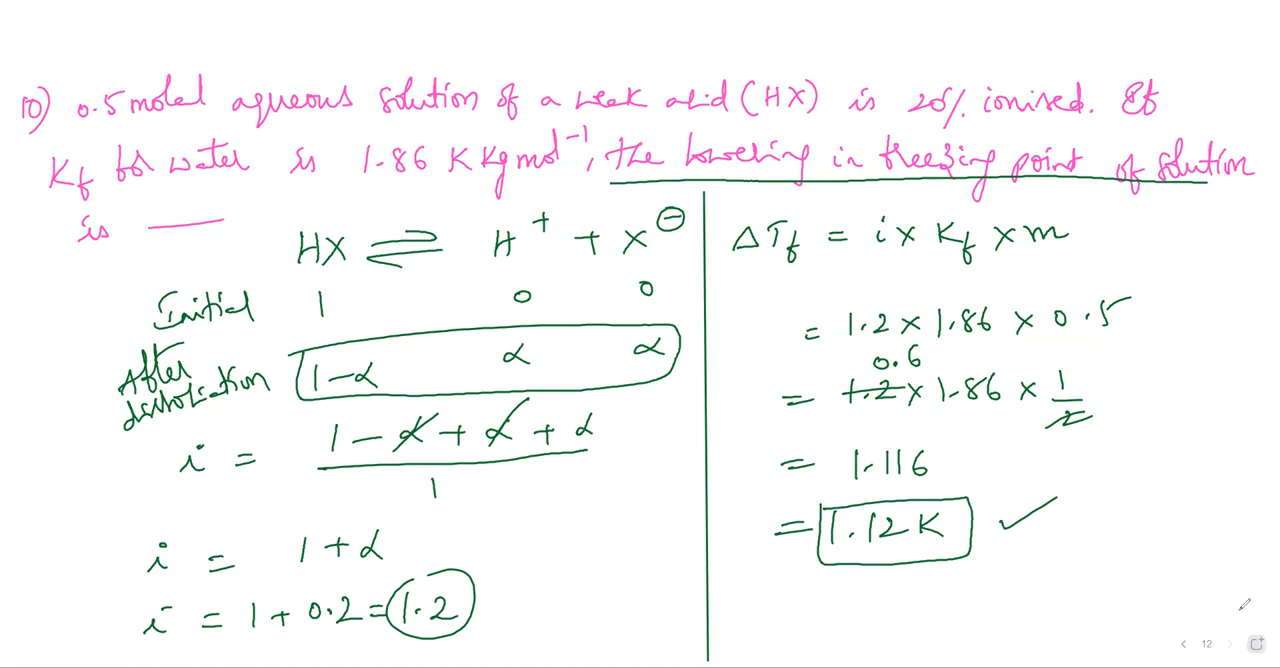 10) 0.5 molal aqueous solution of a weak acid (HX) is 20% ionised. If
Kf for water is 1.86 K Kg mol⁻¹, the lowering in freezing point of solution
is ___
HX ⇌ H⁺ + X⊖
Initial 1 0 0
After dissociation 1-α α α
i = 1 - α + α + α / 1
i = 1 + α
i = 1 + 0.2 = 1.2
ΔTf = i × Kf × m
= 1.2 × 1.86 × 0.5
0.6
= 1.2 × 1.86 × 1/2
= 1.116
= 1.12 K ✓
12